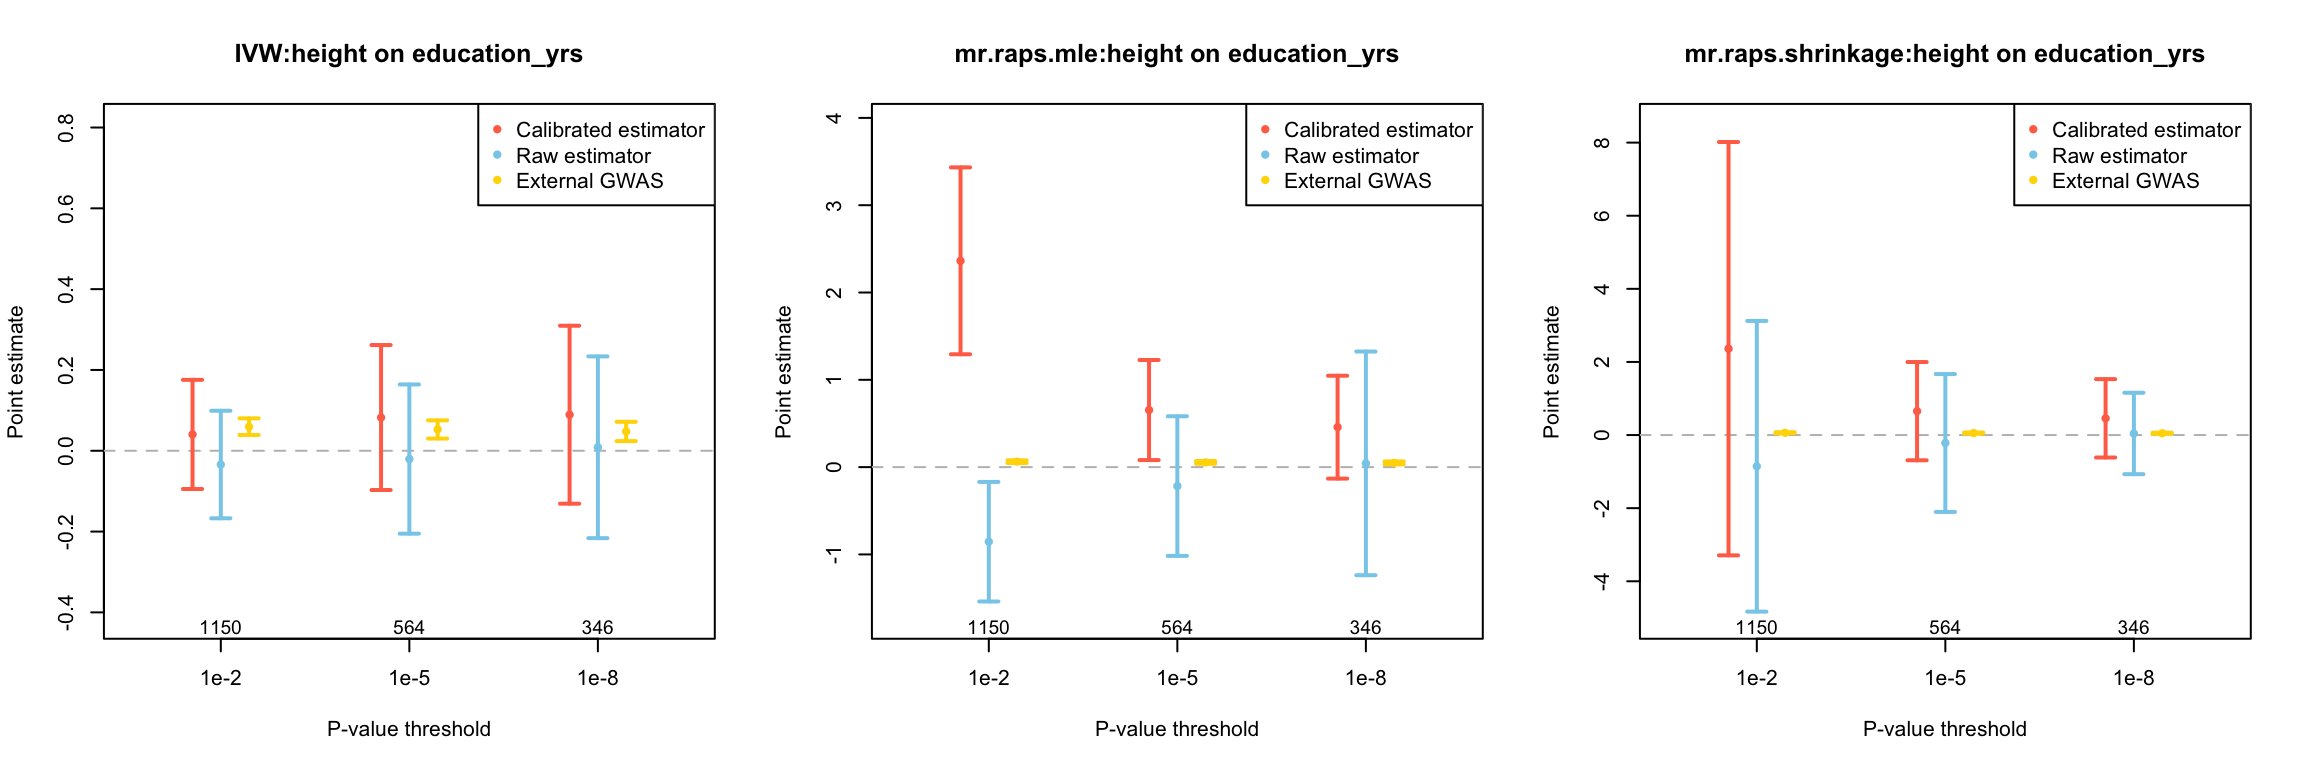 IVW:height on education_yrs
Point estimate
0.8
0.6
0.4
0.2
0.0
-0.2
-0.4
Calibrated estimator
Raw estimator
External GWAS
1150 564 346
1e-2 1e-5 1e-8
P-value threshold
mr.raps.mle:height on education_yrs
Point estimate
4
3
2
1
0
-1
Calibrated estimator
Raw estimator
External GWAS
1150 564 346
1e-2 1e-5 1e-8
P-value threshold
mr.raps.shrinkage:height on education_yrs
Point estimate
8
6
4
2
0
-2
-4
Calibrated estimator
Raw estimator
External GWAS
1150 564 346
1e-2 1e-5 1e-8
P-value threshold